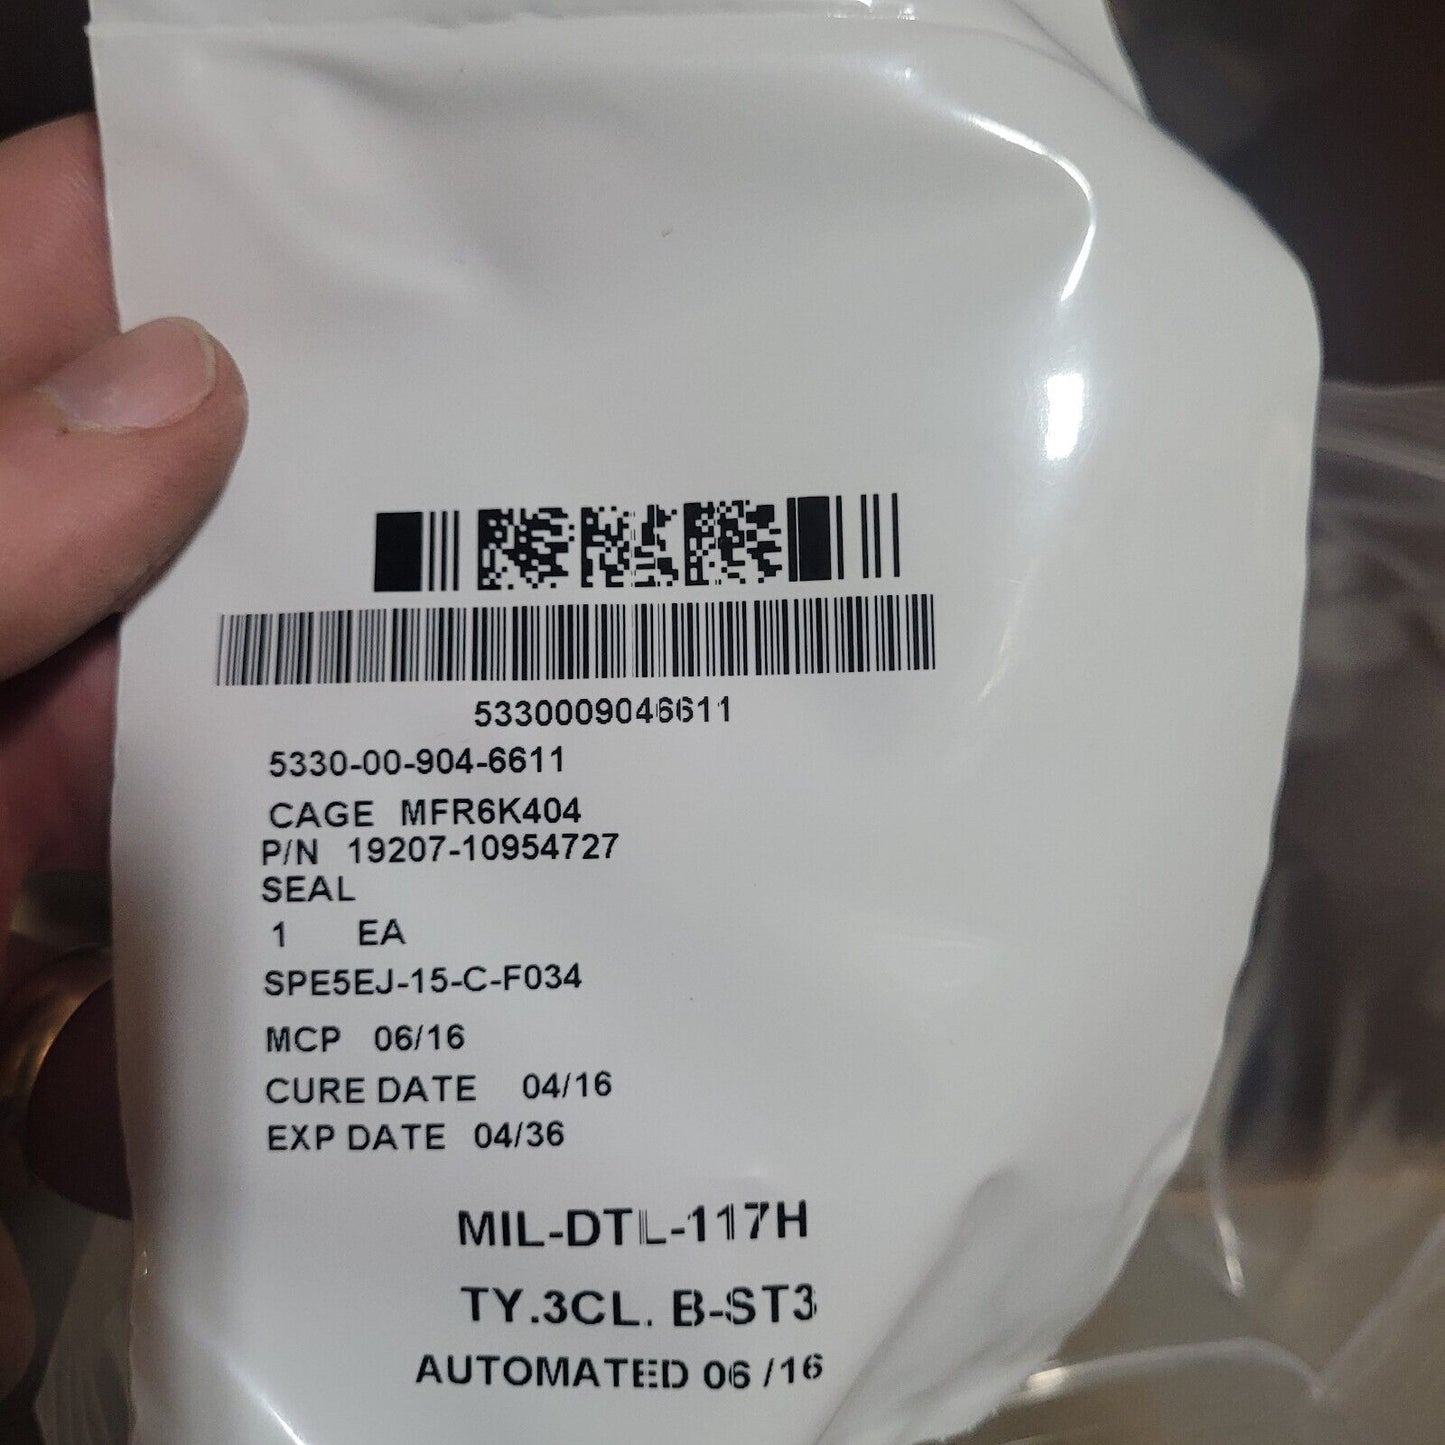 5330009046611
5330-00-904-6611
CAGE MFR6K404
P/N 19207-10954727
SEAL
1 EA
SPE5EJ-15-C-F034
MCP 06/16
CURE DATE 04/16
EXP DATE 04/36
MIL-DTL-117H
TY.3CL. B-ST3
AUTOMATED 06 /16